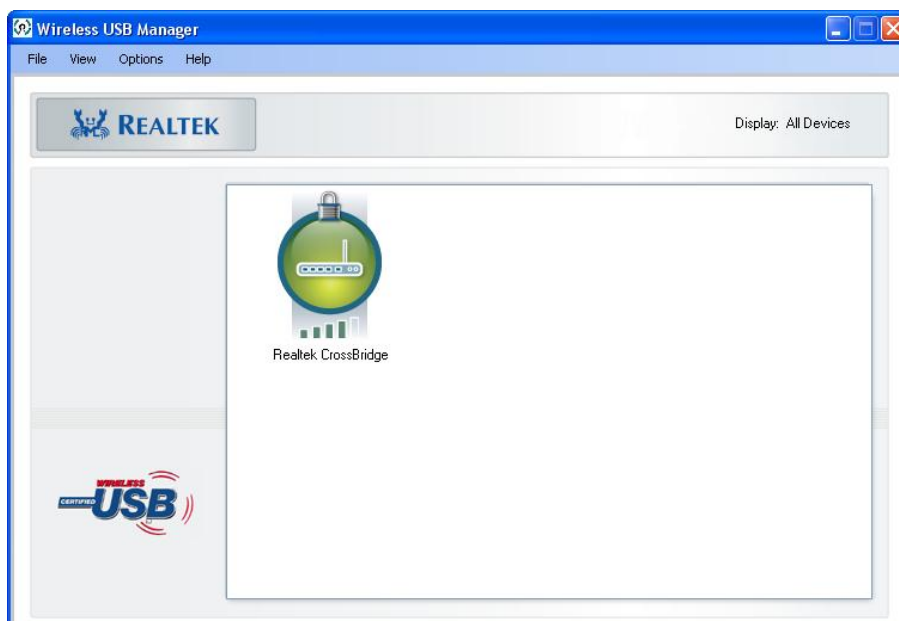 Wireless USB Manager
File View Options Help
REALTEK
Display: All Devices
Realtek CrossBridge
CERTIFIED WIRELESS USB